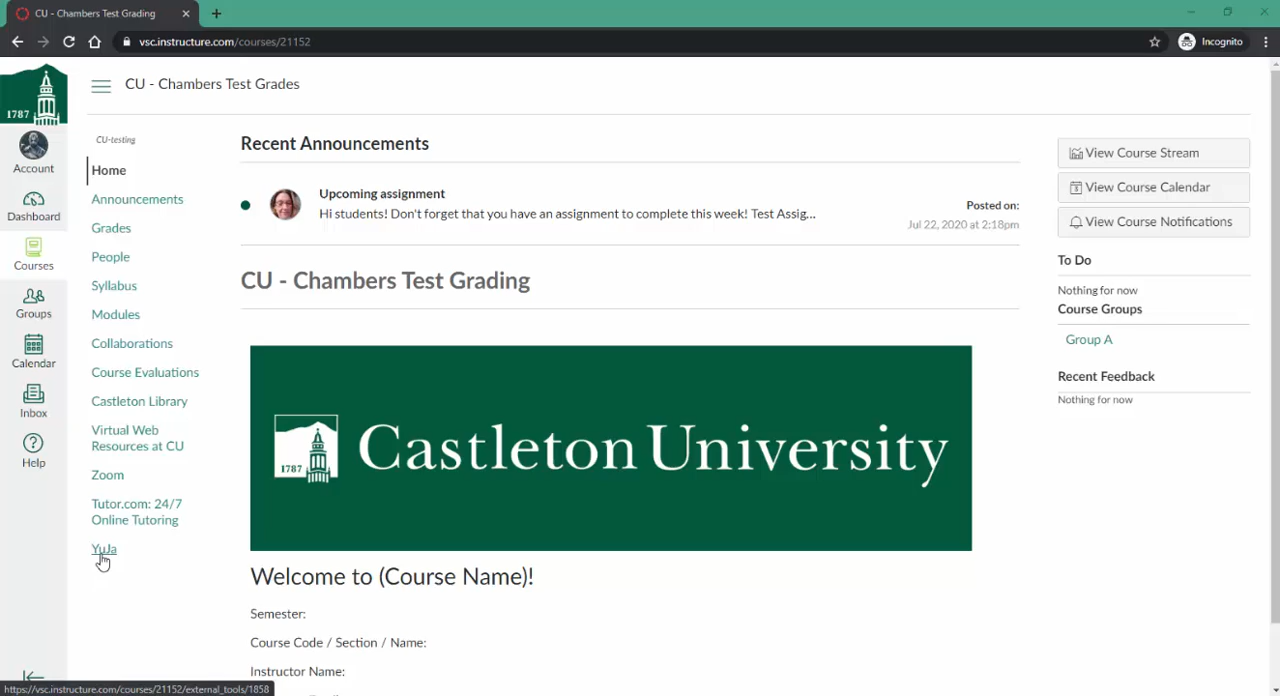 CU - Chambers Test Grading
vsc.instructure.com/courses/21152
Incognito
1787
Account
Dashboard
Courses
Groups
Calendar
Inbox
Help
CU - Chambers Test Grades
CU-testing
Home
Announcements
Grades
People
Syllabus
Modules
Collaborations
Course Evaluations
Castleton Library
Virtual Web
Resources at CU
Zoom
Tutor.com: 24/7
Online Tutoring
YuJa
Recent Announcements
Upcoming assignment
Hi students! Don't forget that you have an assignment to complete this week! Test Assig...
Posted on:
Jul 22, 2020 at 2:18pm
CU - Chambers Test Grading
1787
Castleton University
Welcome to (Course Name)!
Semester:
Course Code / Section / Name:
Instructor Name:
View Course Stream
View Course Calendar
View Course Notifications
To Do
Nothing for now
Course Groups
Group A
Recent Feedback
Nothing for now
https://vsc.instructure.com/courses/21152/external_tools/1858